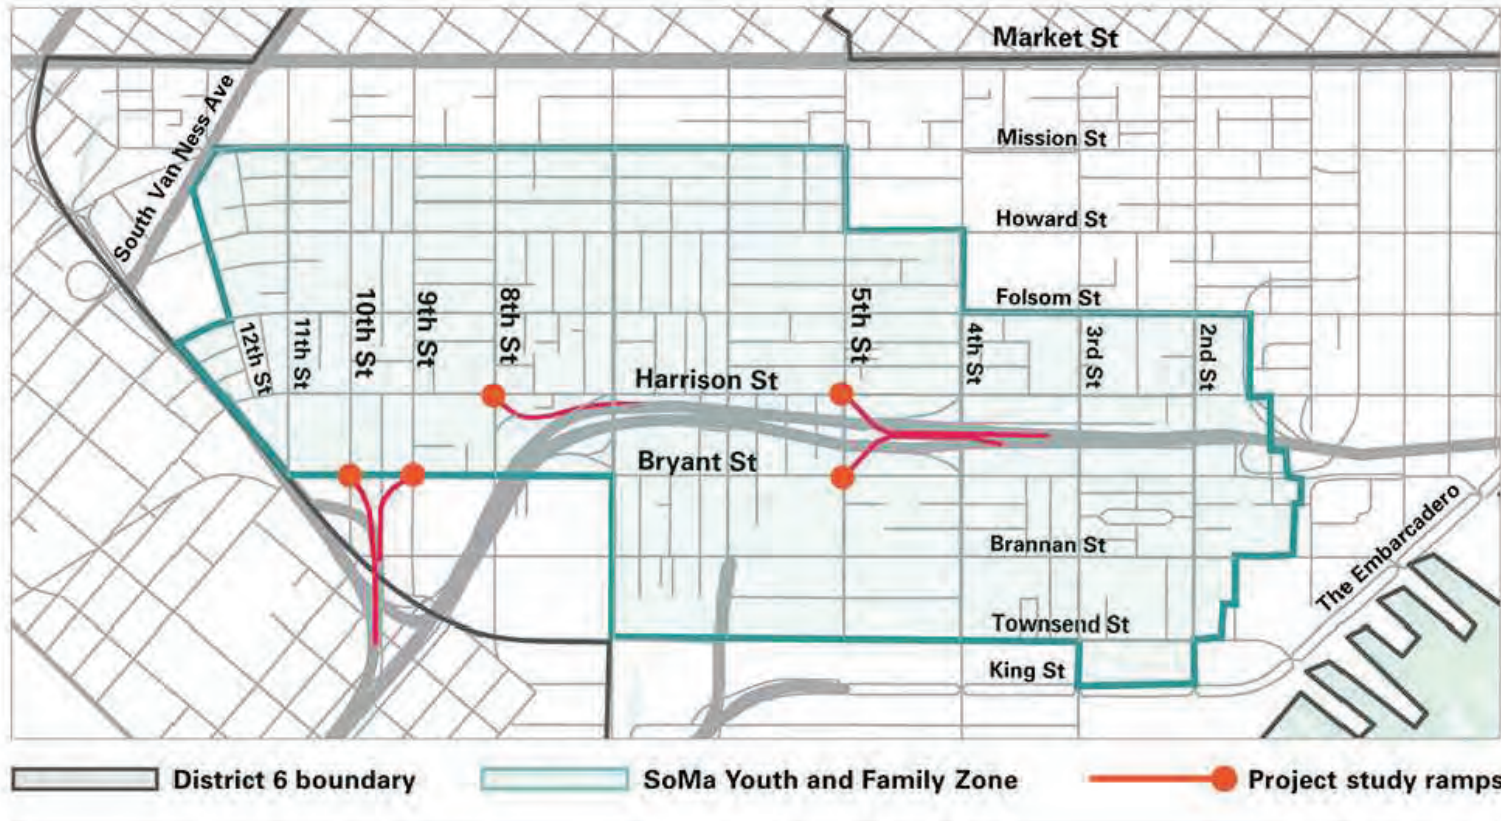 Market St
South Van Ness Ave
Mission St
Howard St
Folsom St
12th St
11th St
10th St
9th St
8th St
5th St
4th St
3rd St
2nd St
Harrison St
Bryant St
Brannan St
The Embarcadero
Townsend St
King St
District 6 boundary
SoMa Youth and Family Zone
Project study ramps